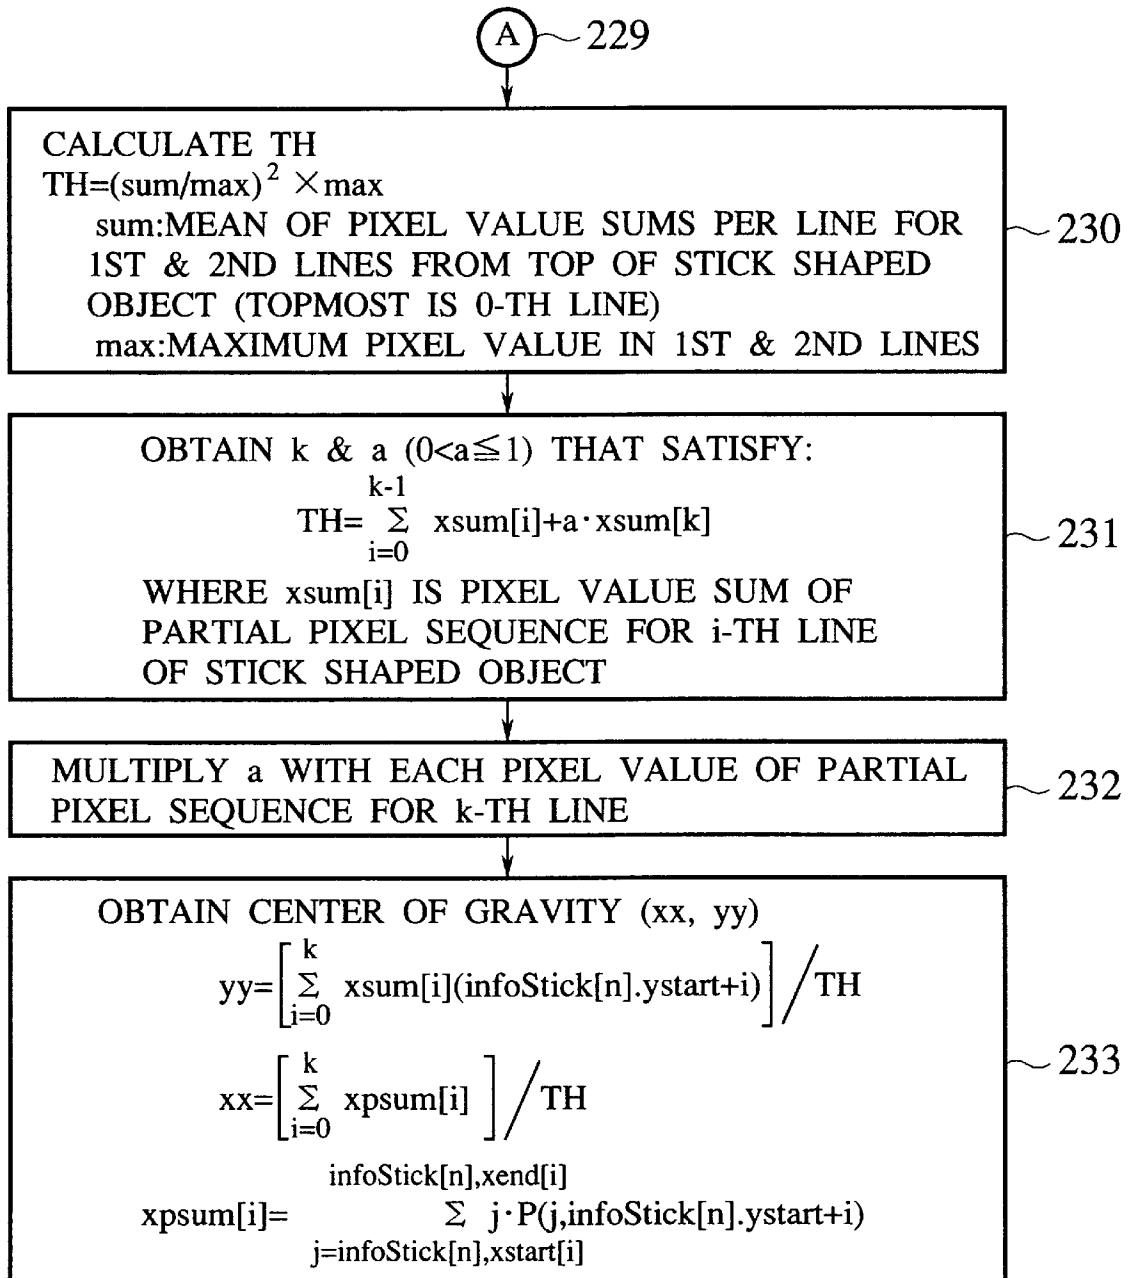 A 229
CALCULATE TH
TH=(sum/max)² ×max
sum:MEAN OF PIXEL VALUE SUMS PER LINE FOR
1ST & 2ND LINES FROM TOP OF STICK SHAPED
OBJECT (TOPMOST IS 0-TH LINE)
max:MAXIMUM PIXEL VALUE IN 1ST & 2ND LINES
230
OBTAIN k & a (0<a≦1) THAT SATISFY:
k-1
TH= Σ xsum[i]+a·xsum[k]
i=0
WHERE xsum[i] IS PIXEL VALUE SUM OF
PARTIAL PIXEL SEQUENCE FOR i-TH LINE
OF STICK SHAPED OBJECT
231
MULTIPLY a WITH EACH PIXEL VALUE OF PARTIAL
PIXEL SEQUENCE FOR k-TH LINE
232
OBTAIN CENTER OF GRAVITY (xx, yy)
k
yy=[ Σ xsum[i](infoStick[n].ystart+i) ] / TH
i=0
k
xx=[ Σ xpsum[i] ] / TH
i=0
infoStick[n],xend[i]
xpsum[i]= Σ j·P(j,infoStick[n].ystart+i)
j=infoStick[n],xstart[i]
233